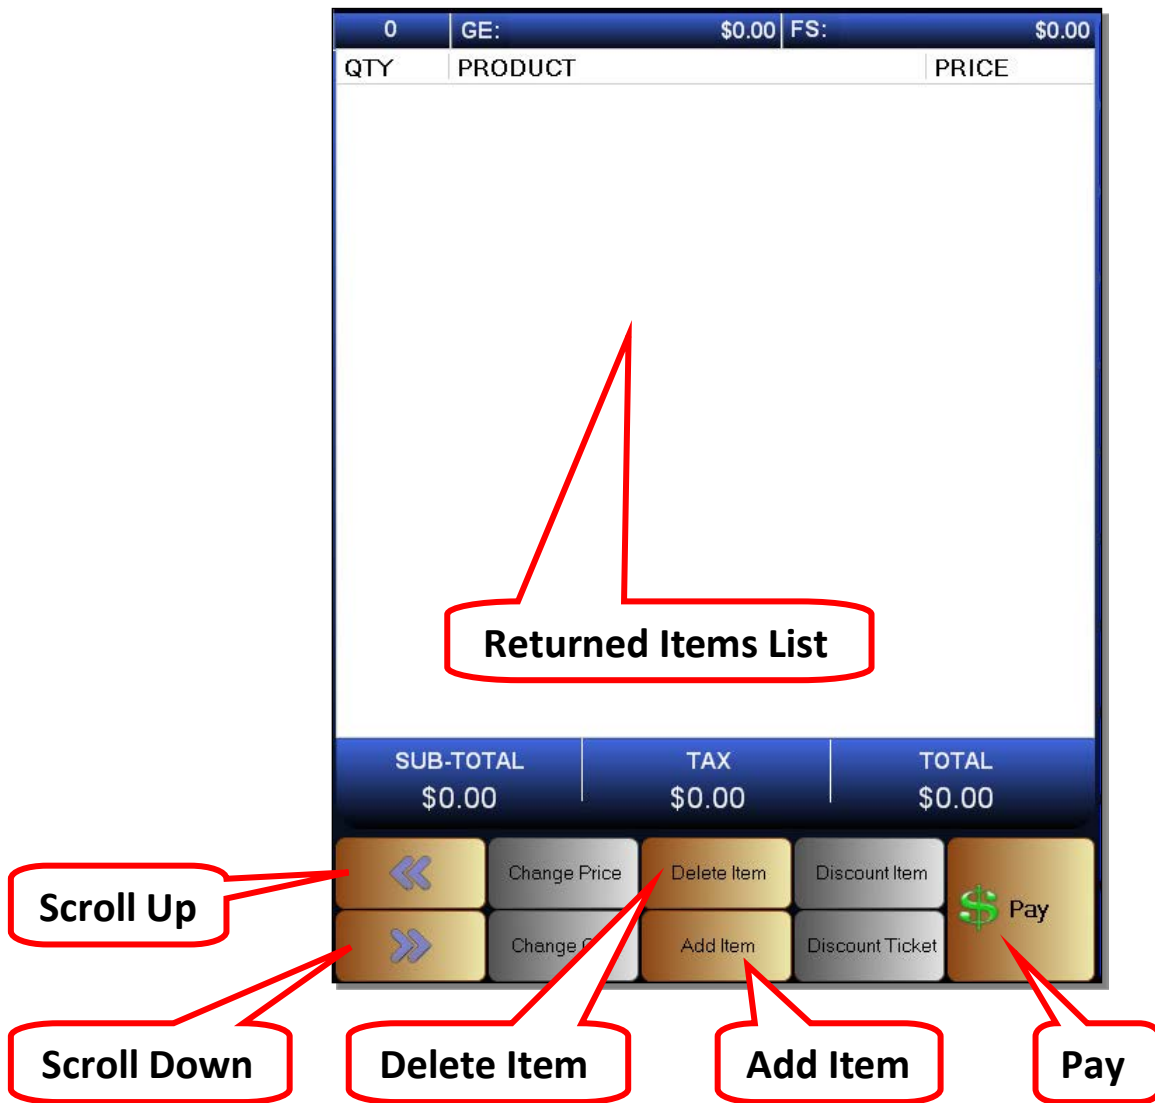 0 GE: $0.00 FS: $0.00
QTY PRODUCT PRICE
Returned Items List
SUB-TOTAL TAX TOTAL
$0.00 $0.00 $0.00
Change Price Delete Item Discount Item
Scroll Up
$ Pay
Change Add Item Discount Ticket
Scroll Down Delete Item Add Item Pay